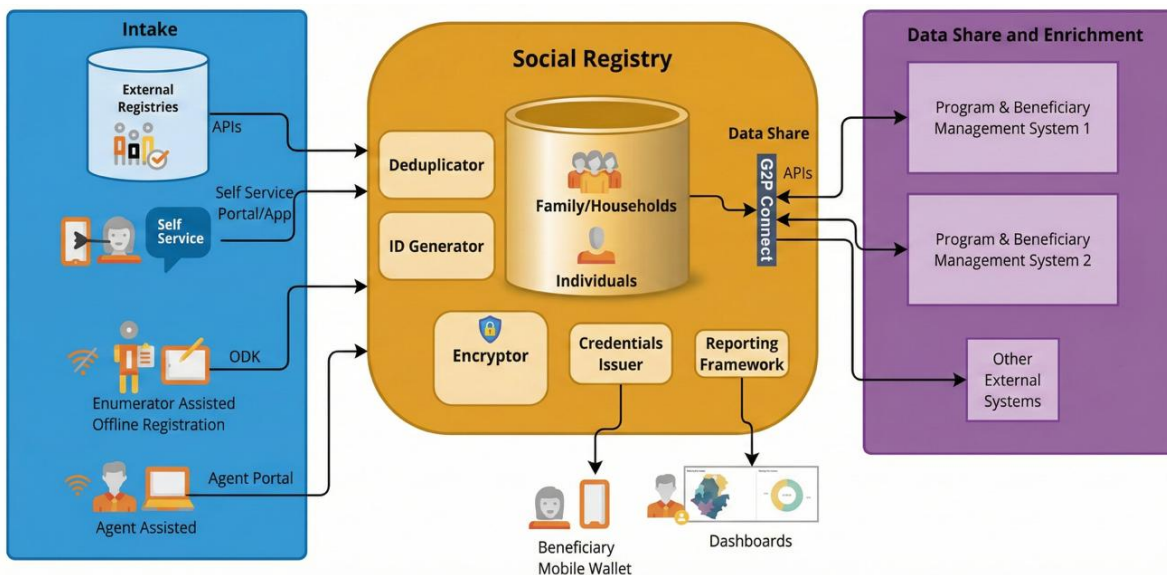 Intake
External
Registries
APIs
Self Service
Portal/App
Self
Service
ODK
Enumerator Assisted
Offline Registration
Agent Portal
Agent Assisted
Social Registry
Deduplicator
ID Generator
Family/Households
Individuals
Encryptor
Credentials
Issuer
Reporting
Framework
Data Share
G2P Connect
APIs
Beneficiary
Mobile Wallet
Dashboards
Data Share and Enrichment
Program & Beneficiary
Management System 1
Program & Beneficiary
Management System 2
Other
External
Systems